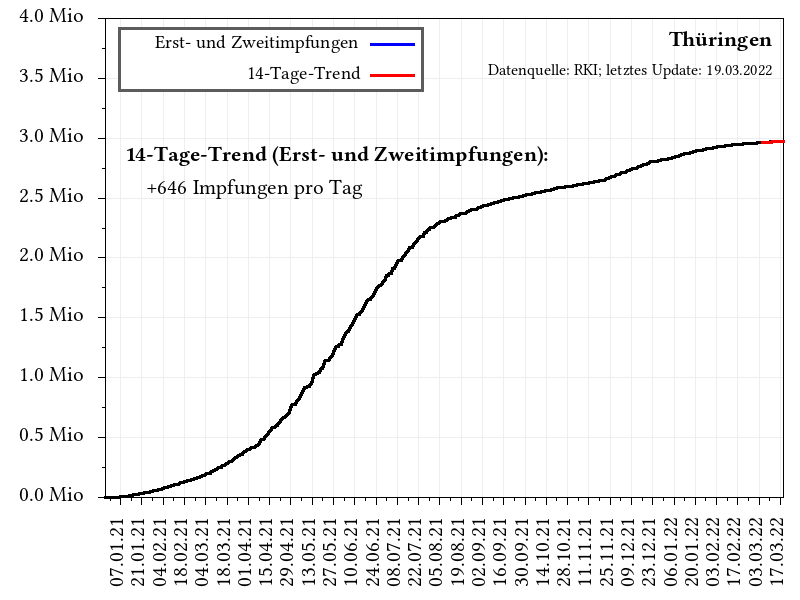 4.0 Mio
3.5 Mio
3.0 Mio
2.5 Mio
2.0 Mio
1.5 Mio
1.0 Mio
0.5 Mio
0.0 Mio
Erst- und Zweitimpfungen
14-Tage-Trend
Thüringen
Datenquelle: RKI; letztes Update: 19.03.2022
14-Tage-Trend (Erst- und Zweitimpfungen):
+646 Impfungen pro Tag
07.01.21
21.01.21
04.02.21
18.02.21
04.03.21
18.03.21
01.04.21
15.04.21
29.04.21
13.05.21
27.05.21
10.06.21
24.06.21
08.07.21
22.07.21
05.08.21
19.08.21
02.09.21
16.09.21
30.09.21
14.10.21
28.10.21
11.11.21
25.11.21
09.12.21
23.12.21
06.01.22
20.01.22
03.02.22
17.02.22
03.03.22
17.03.22